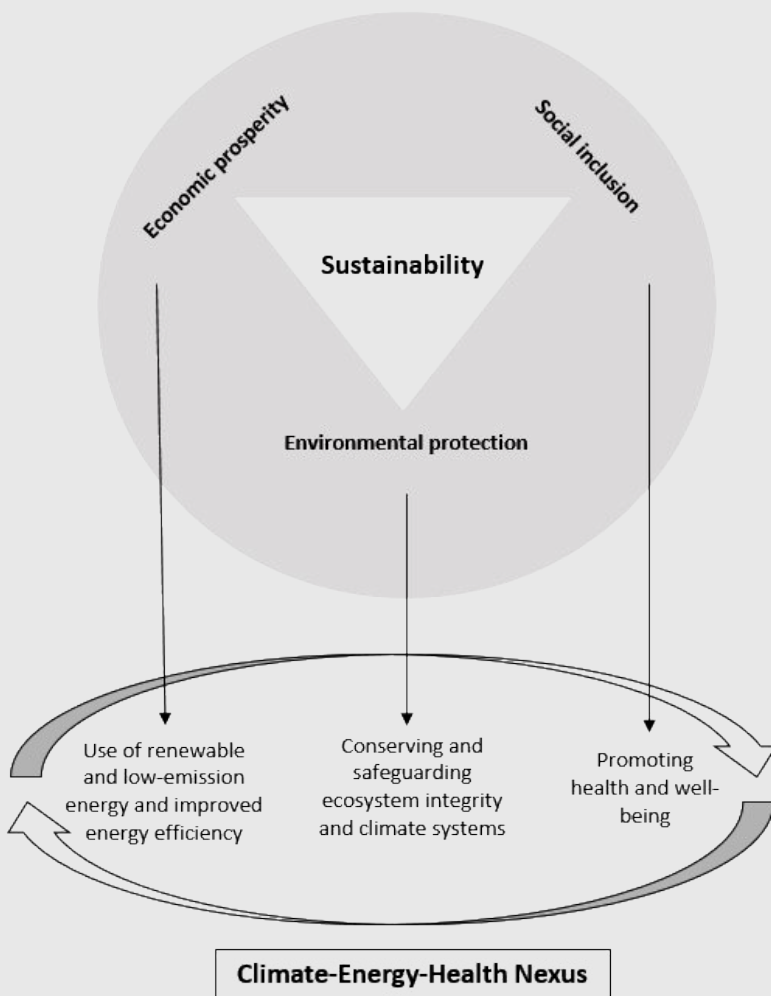 Economic prosperity
Social inclusion
Sustainability
Environmental protection
Use of renewable
and low-emission
energy and improved
energy efficiency
Conserving and
safeguarding
ecosystem integrity
and climate systems
Promoting
health and well-
being
Climate-Energy-Health Nexus